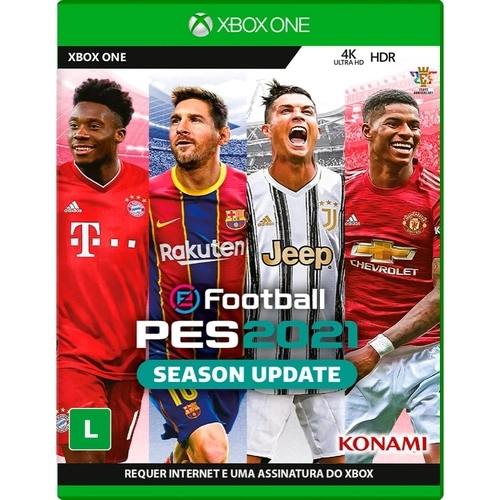 XBOX ONE
XBOX ONE
4K
ULTRA HD
HDR
adidas
T
Rakuten
Jeep
CHEVROLET
eFootball
PES2021
SEASON UPDATE
L
KONAMI
REQUER INTERNET E UMA ASSINATURA DO XBOX